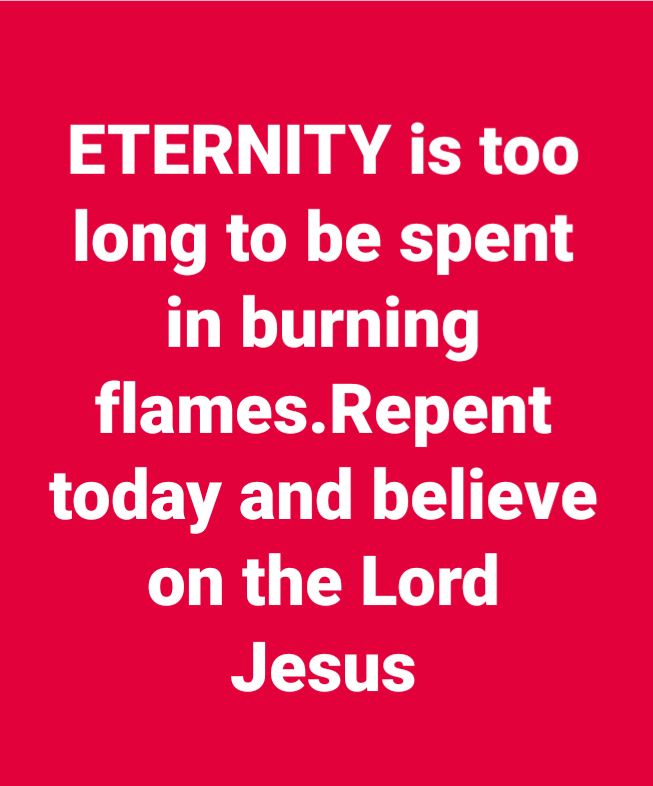 ETERNITY is too
long to be spent
in burning
flames.Repent
today and believe
on the Lord
Jesus